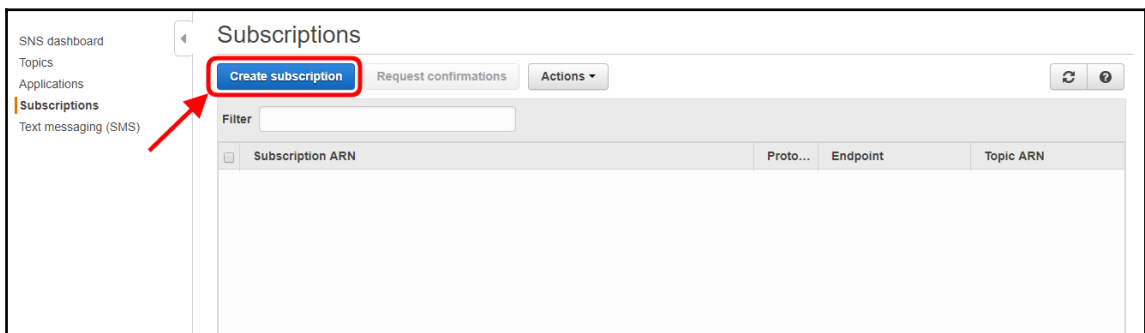 SNS dashboard
Topics
Applications
Subscriptions
Text messaging (SMS)
Subscriptions
Create subscription Request confirmations Actions
Filter
Subscription ARN Proto... Endpoint Topic ARN